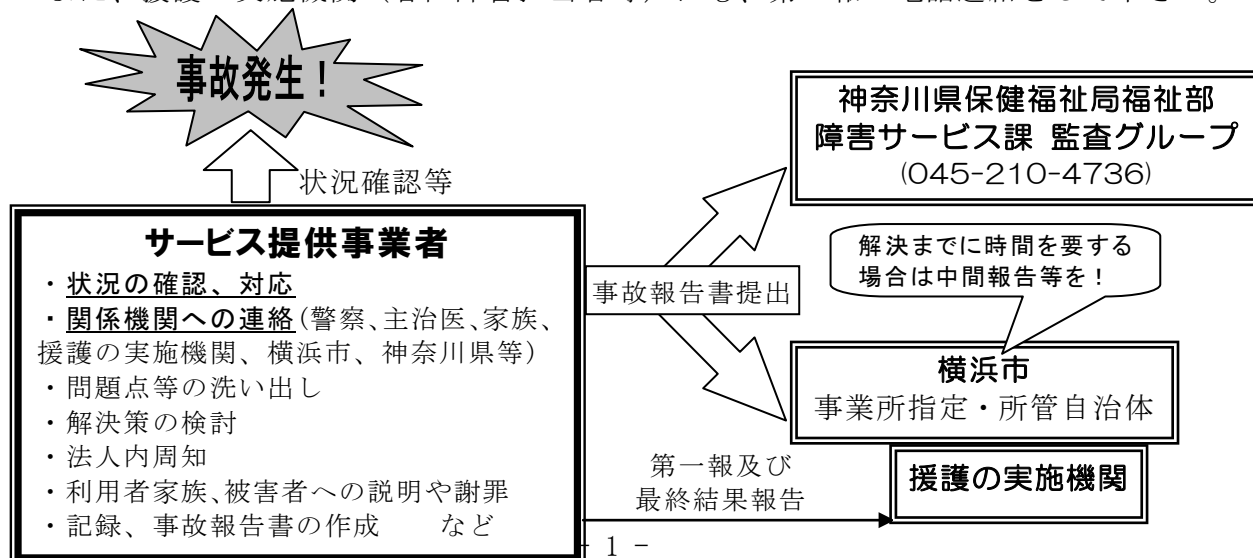 事故発生！
状況確認等
サービス提供事業者
・状況の確認、対応
・関係機関への連絡(警察、主治医、家族、
援護の実施機関、横浜市、神奈川県等)
・問題点等の洗い出し
・解決策の検討
・法人内周知
・利用者家族、被害者への説明や謝罪
・記録、事故報告書の作成　　など
事故報告書提出
神奈川県保健福祉局福祉部
障害サービス課 監査グループ
(045-210-4736)
解決までに時間を要する
場合は中間報告等を！
横浜市
事業所指定・所管自治体
第一報及び
最終結果報告
援護の実施機関
- 1 -